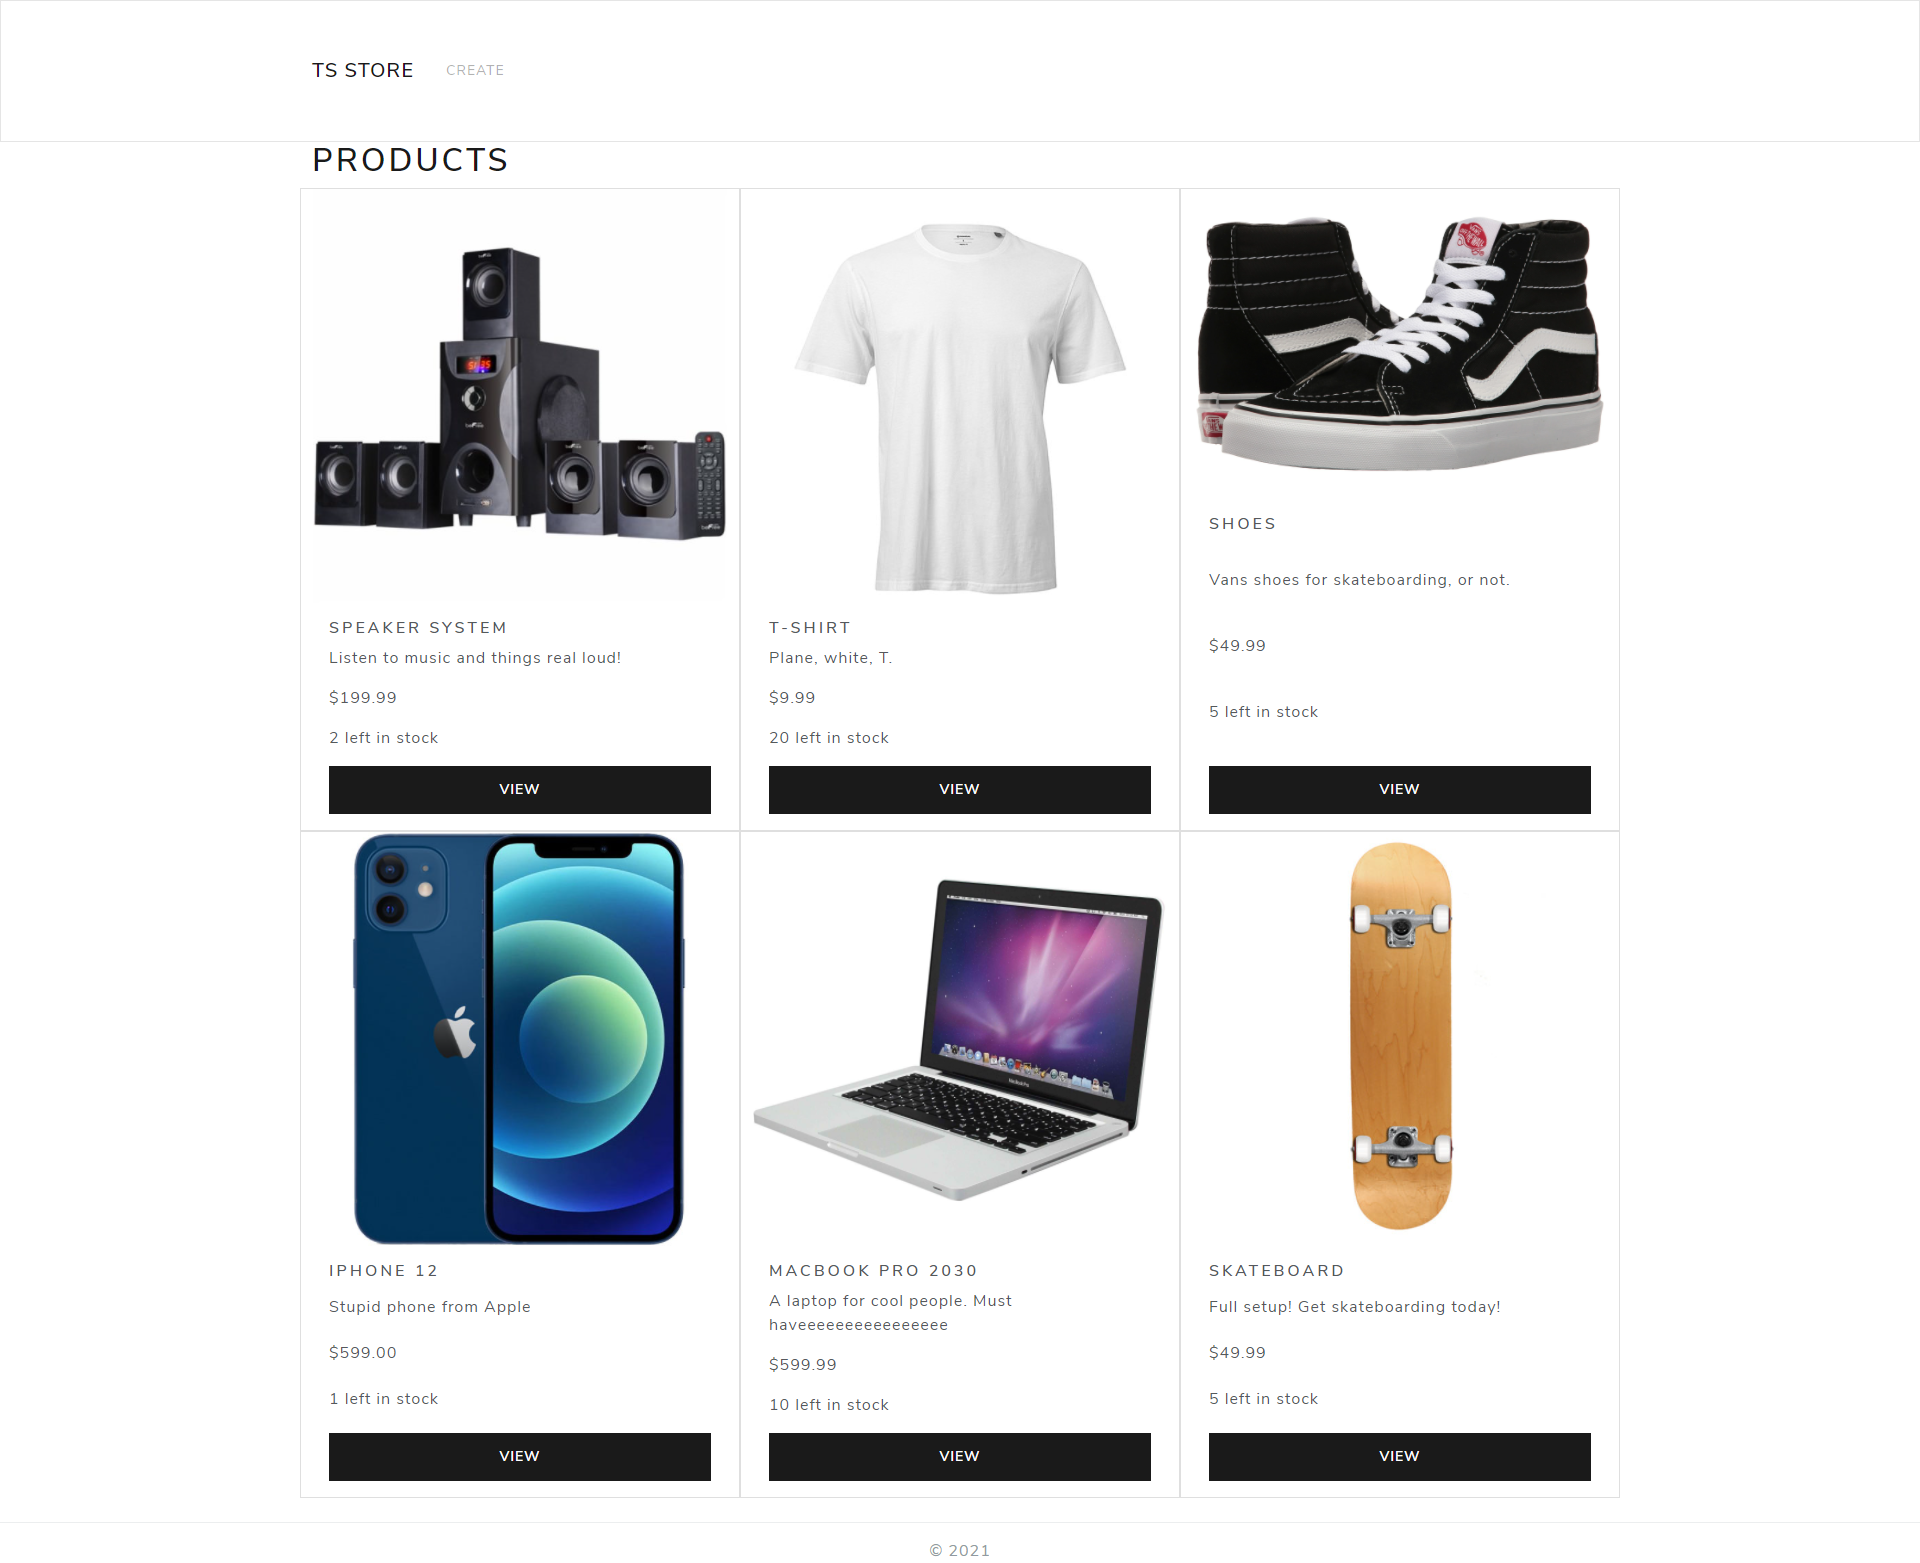 TS STORE
CREATE
PRODUCTS
SPEAKER SYSTEM
Listen to music and things real loud!
$199.99
2 left in stock
VIEW
T-SHIRT
Plane, white, T.
$9.99
20 left in stock
VIEW
SHOES
Vans shoes for skateboarding, or not.
$49.99
5 left in stock
VIEW
IPHONE 12
Stupid phone from Apple
$599.00
1 left in stock
VIEW
MACBOOK PRO 2030
A laptop for cool people. Must
haveeeeeeeeeeeeeeee
$599.99
10 left in stock
VIEW
SKATEBOARD
Full setup! Get skateboarding today!
$49.99
5 left in stock
VIEW
© 2021